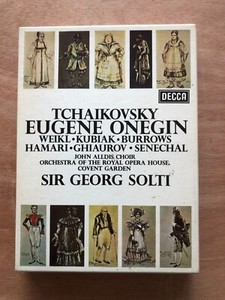 DECCA
TCHAIKOVSKY
EUGENE ONEGIN
WEIKL·KUBIAK·BURROWS
HAMARI·GHIAUROV·SENECHAL
JOHN ALLDIS CHOIR
ORCHESTRA OF THE ROYAL OPERA HOUSE,
COVENT GARDEN
SIR GEORG SOLTI